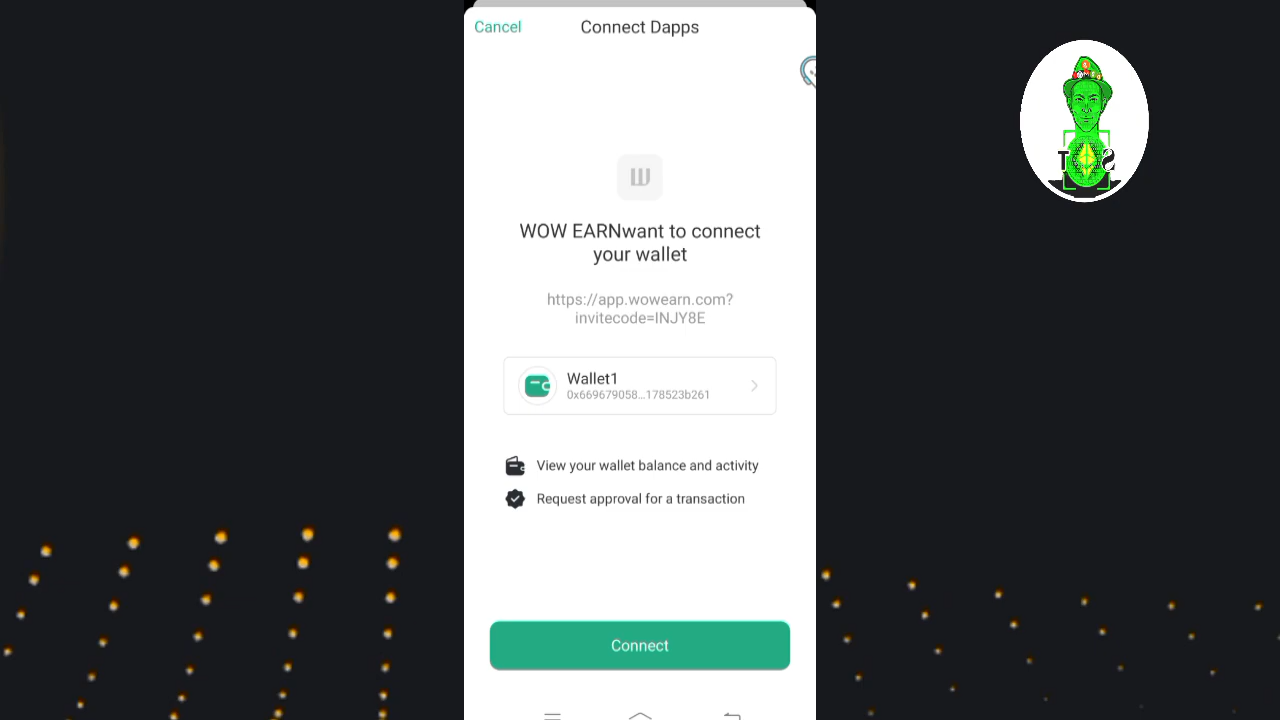 Cancel
Connect Dapps
WOW EARNwant to connect
your wallet
https://app.wowearn.com?
invitecode=INJY8E
Wallet1
0x669679058...178523b261
View your wallet balance and activity
Request approval for a transaction
Connect